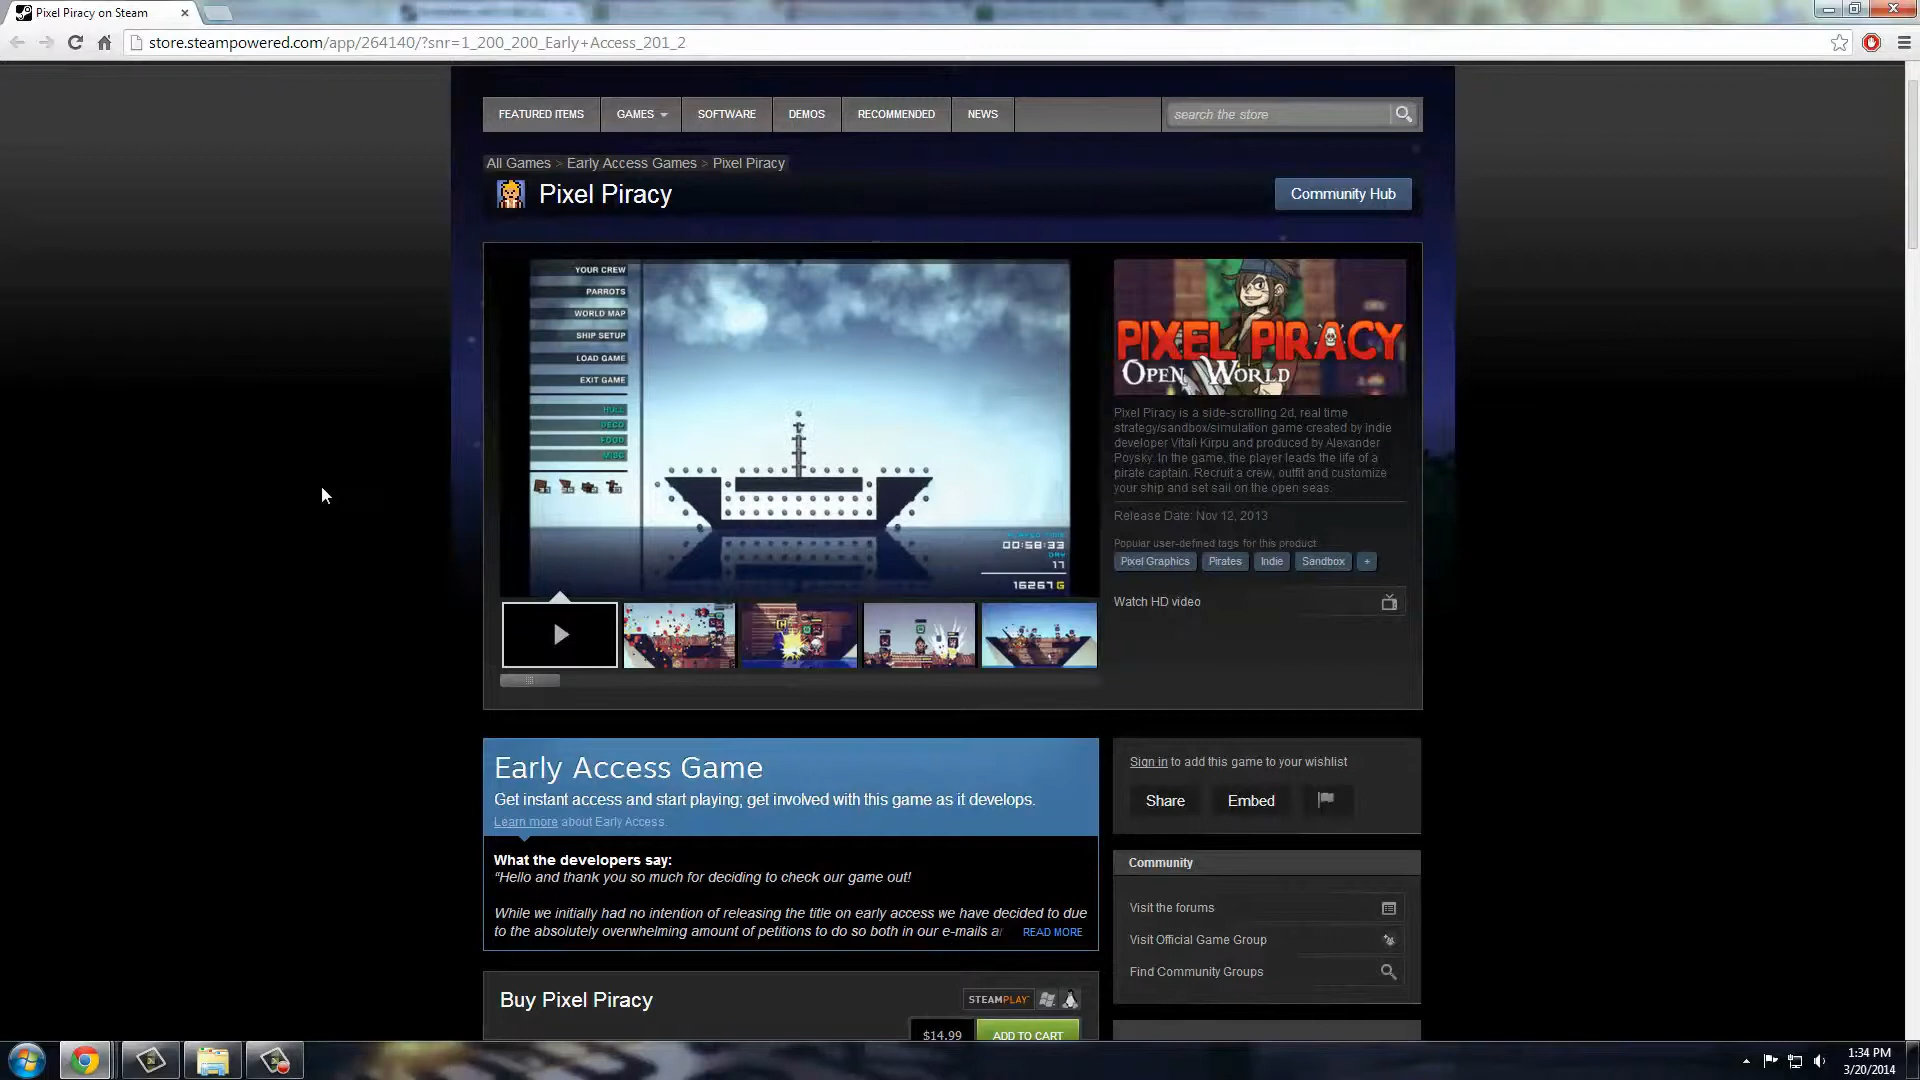 Pixel Piracy on Steam
store.steampowered.com/app/264140/?snr=1_200_200_Early+Access_201_2
FEATURED ITEMS
GAMES
SOFTWARE
DEMOS
RECOMMENDED
NEWS
search the store
All Games > Early Access Games > Pixel Piracy
Pixel Piracy
Community Hub
YOUR CREW
PARROTS
WORLD MAP
SHIP SETUP
LOAD GAME
EXIT GAME
HULL
DECO
FOOD
MISC
PLAYED TIME
00:58:33
DAY
17
16267 G
PIXEL PIRACY
OPEN WORLD
Pixel Piracy is a side-scrolling 2d, real time
strategy/sandbox/simulation game created by indie
developer Vitali Kirpu and produced by Alexander
Poysky. In the game, the player leads the life of a
pirate captain. Recruit a crew, outfit and customize
your ship and set sail on the open seas.
Release Date: Nov 12, 2013
Popular user-defined tags for this product
Pixel Graphics
Pirates
Indie
Sandbox
+
Watch HD video
Early Access Game
Get instant access and start playing; get involved with this game as it develops.
Learn more about Early Access.
What the developers say:
“Hello and thank you so much for deciding to check our game out!
While we initially had no intention of releasing the title on early access we have decided to due
to the absolutely overwhelming amount of petitions to do so both in our e-mails a
READ MORE
Sign in to add this game to your wishlist
Share
Embed
Community
Visit the forums
Visit Official Game Group
Find Community Groups
Buy Pixel Piracy
STEAMPLAY
$14.99
ADD TO CART
1:34 PM
3/20/2014